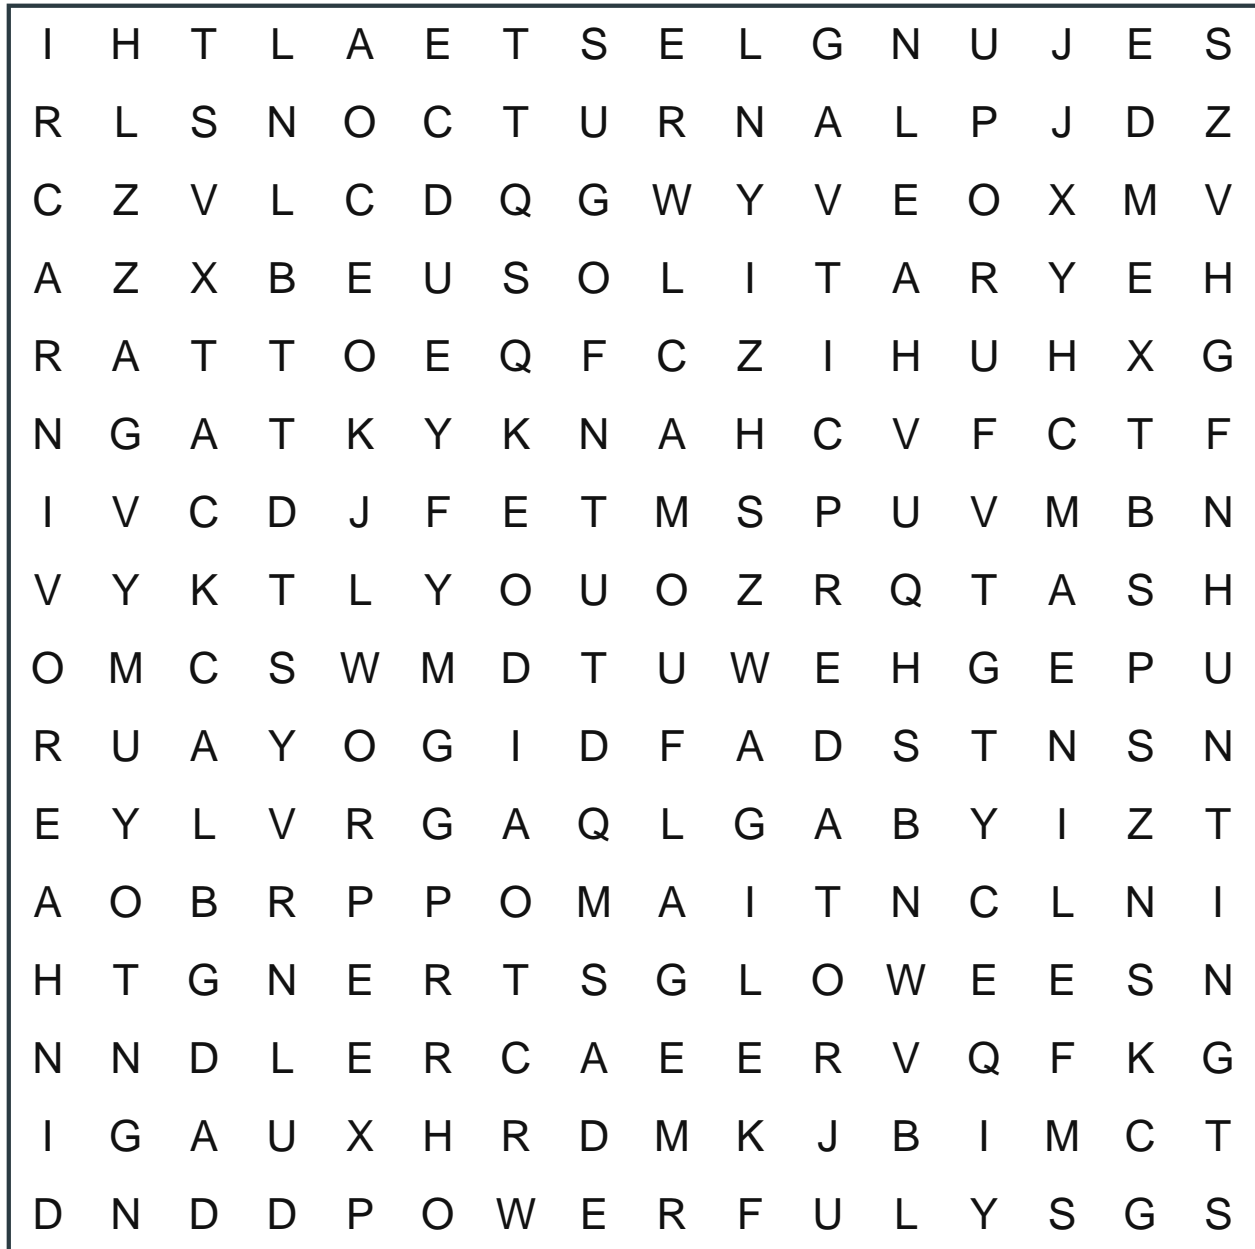 I H T L A E T S E L G N U J E S
R L S N O C T U R N A L P J D Z
C Z V L C D Q G W Y V E O X M V
A Z X B E U S O L I T A R Y E H
R A T T O E Q F C Z I H U H X G
N G A T K Y K N A H C V F C T F
I V C D J F E T M S P U V M B N
V Y K T L Y O U O Z R Q T A S H
O M C S W M D T U W E H G E P U
R U A Y O G I D F A D S T N S N
E Y L V R G A Q L G A B Y I Z T
A O B R P P O M A I T N C L N I
H T G N E R T S G L O W E E S N
N N D L E R C A E E R V Q F K G
I G A U X H R D M K J B I M C T
D N D D P O W E R F U L Y S G S